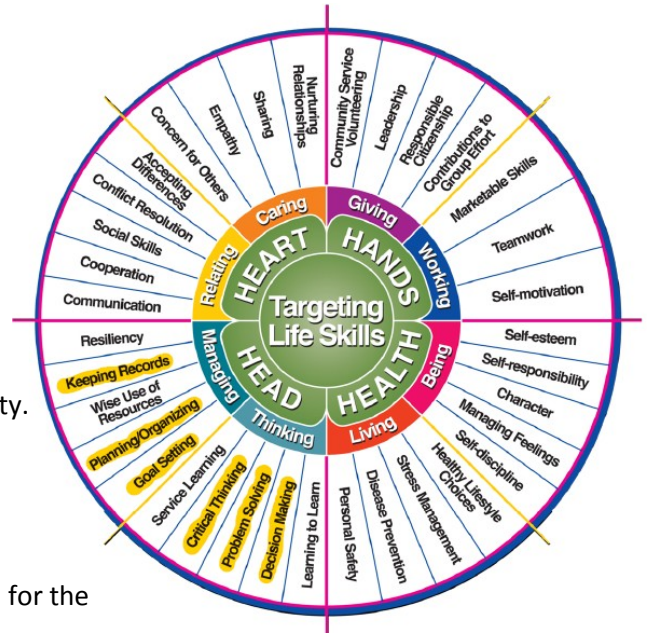 Nurturing
Relationships
Sharing
Empathy
Concern for Others
Accepting
Differences
Conflict Resolution
Social Skills
Cooperation
Communication
Community Service
Volunteering
Leadership
Responsible
Citizenship
Contributions to
Group Effort
Marketable Skills
Teamwork
Self-motivation
Caring
Relating
Giving
Working
HEART
HANDS
Targeting
Life Skills
HEAD
HEALTH
Managing
Thinking
Being
Living
Resiliency
Keeping Records
Wise Use of
Resources
Planning/Organizing
Goal Setting
Service Learning
Critical Thinking
Problem Solving
Decision Making
Learning to Learn
Self-esteem
Self-responsibility
Character
Managing Feelings
Self-discipline
Healthy Lifestyle
Choices
Stress Management
Disease Prevention
Personal Safety
ty.
for the